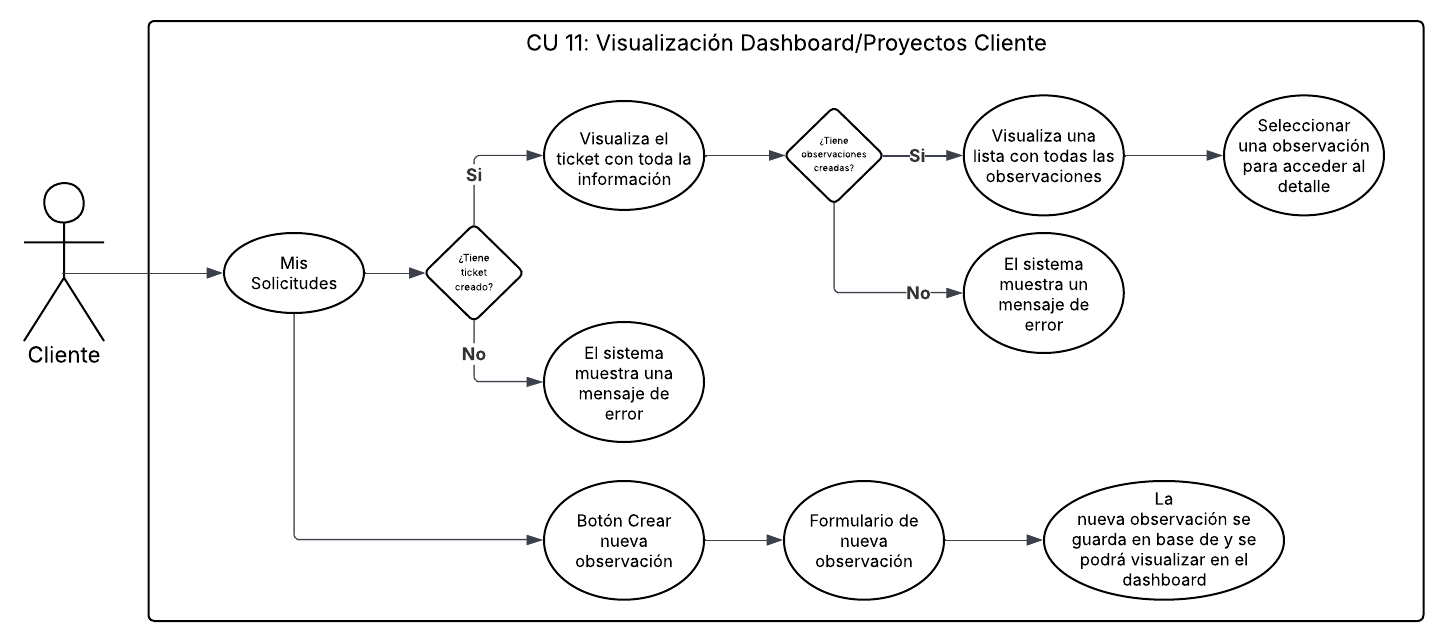 CU 11: Visualización Dashboard/Proyectos Cliente
Cliente
Mis
Solicitudes
¿Tiene
ticket
creado?
Si
Visualiza el
ticket con toda la
información
¿Tiene
observaciones
creadas?
Si
Visualiza una
lista con todas las
observaciones
Seleccionar
una observación
para acceder al
detalle
No
El sistema
muestra un
mensaje de
error
No
El sistema
muestra una
mensaje de
error
Botón Crear
nueva
observación
Formulario de
nueva
observación
La
nueva observación se
guarda en base de y se
podrá visualizar en el
dashboard